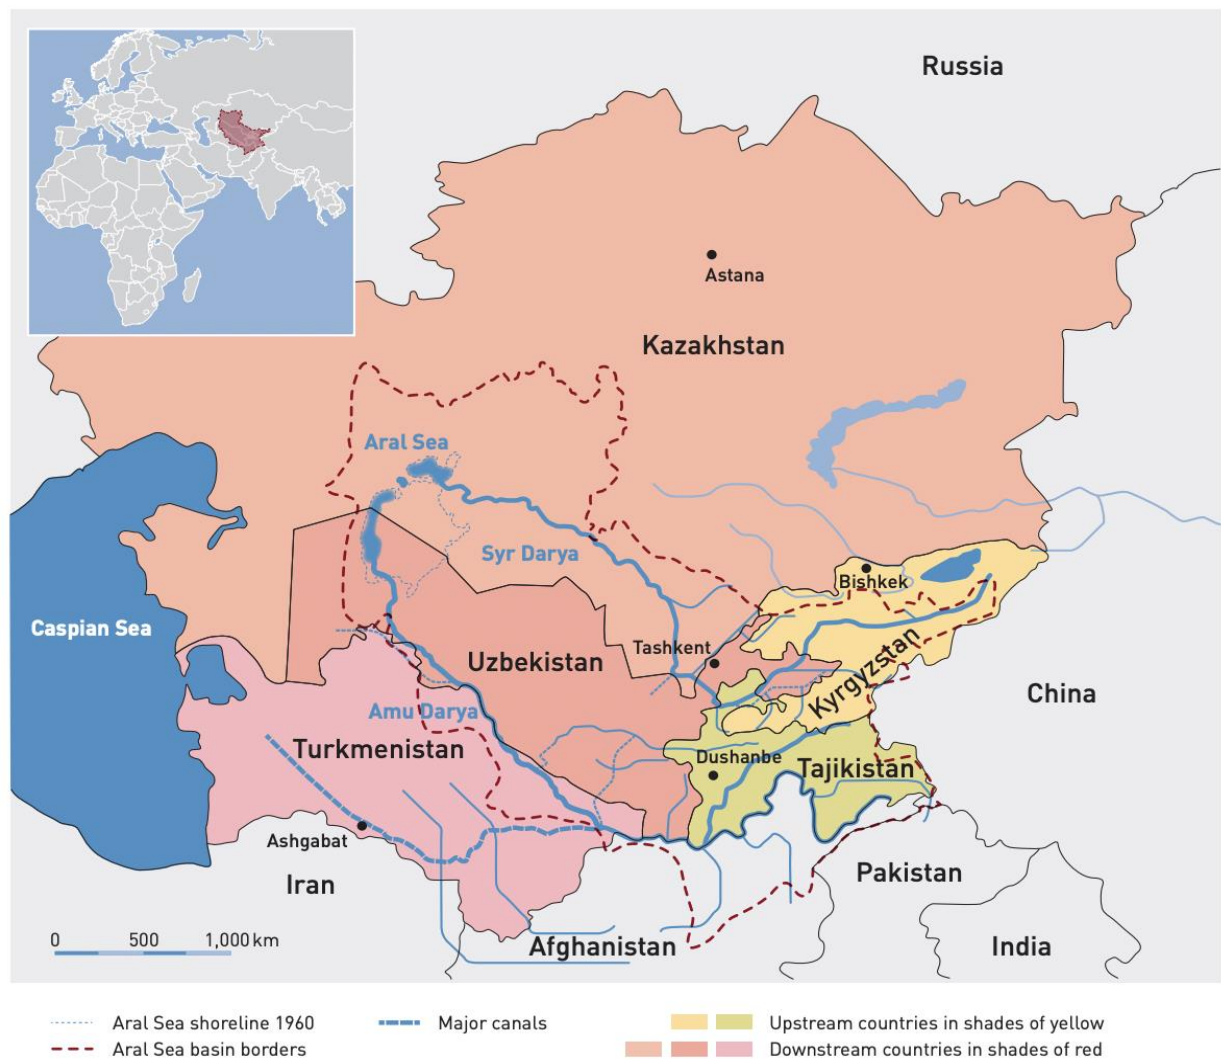 Russia
Astana
Kazakhstan
Aral Sea
Syr Darya
Bishkek
Caspian Sea
Tashkent
Uzbekistan
Kyrgyzstan
China
Amu Darya
Turkmenistan
Dushanbe
Tajikistan
Ashgabat
Iran
Pakistan
0 500 1,000 km
Afghanistan
India
Aral Sea shoreline 1960
Major canals
Upstream countries in shades of yellow
Aral Sea basin borders
Downstream countries in shades of red